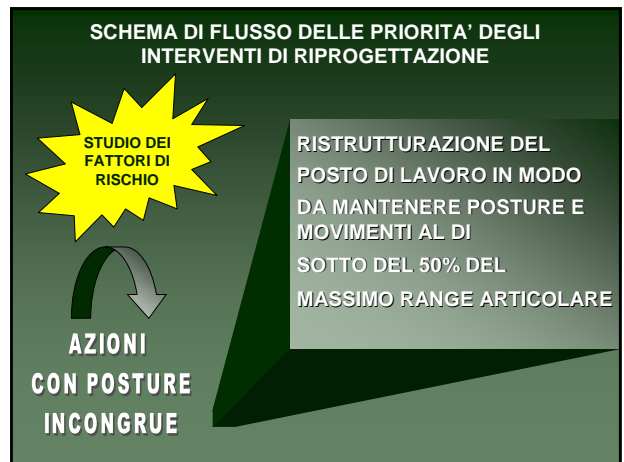 SCHEMA DI FLUSSO DELLE PRIORITA' DEGLI
INTERVENTI DI RIPROGETTAZIONE
STUDIO DEI
FATTORI DI
RISCHIO
RISTRUTTURAZIONE DEL
POSTO DI LAVORO IN MODO
DA MANTENERE POSTURE E
MOVIMENTI AL DI
SOTTO DEL 50% DEL
MASSIMO RANGE ARTICOLARE
AZIONI
CON POSTURE
INCONGRUE